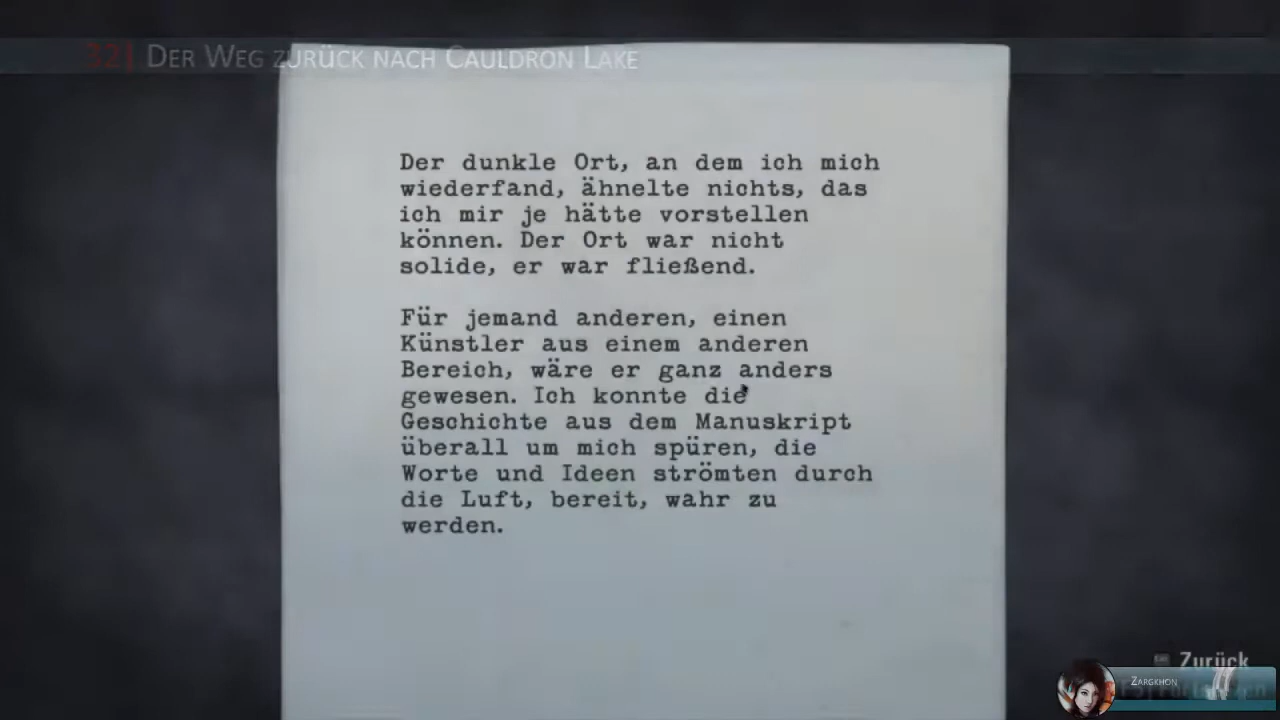 32| DER WEG ZURÜCK NACH CAULDRON LAKE
Der dunkle Ort, an dem ich mich
wiederfand, ähnelte nichts, das
ich mir je hätte vorstellen
können. Der Ort war nicht
solide, er war fließend.
Für jemand anderen, einen
Künstler aus einem anderen
Bereich, wäre er ganz anders
gewesen. Ich konnte die
Geschichte aus dem Manuskript
überall um mich spüren, die
Worte und Ideen strömten durch
die Luft, bereit, wahr zu
werden.
Zurück
ZARGKHON